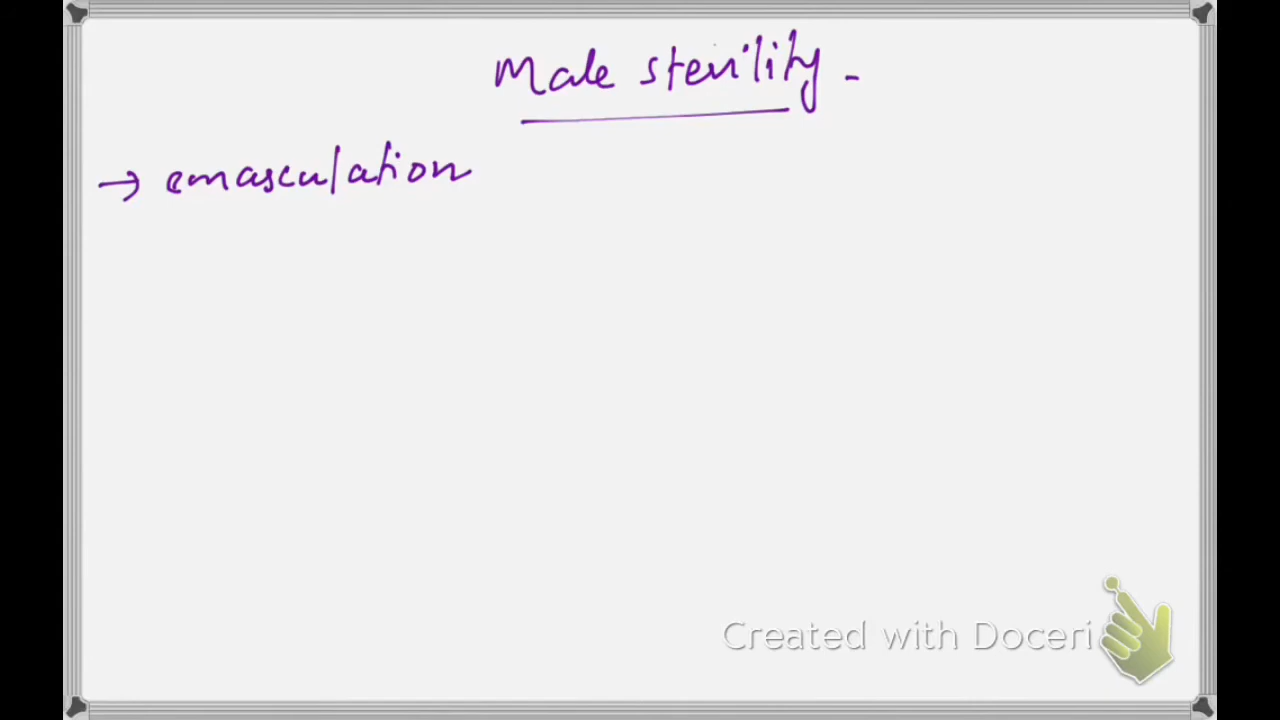 Male sterility -
→ emasculation
Created with Doceri